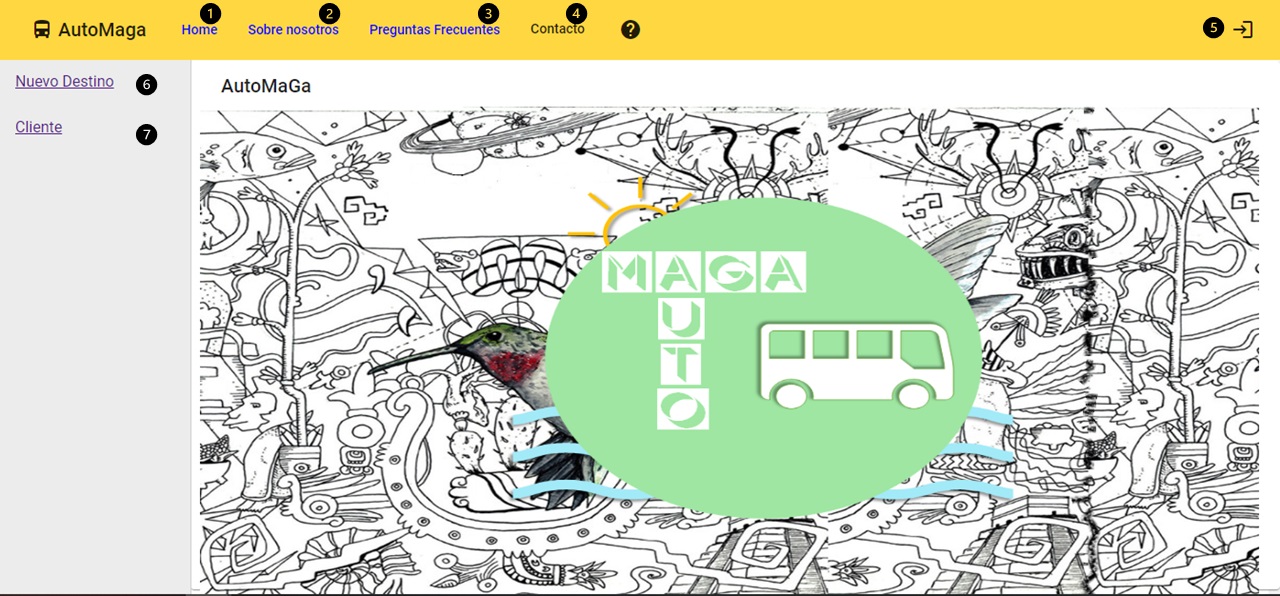 1 2 3 4 5
AutoMaga Home Sobre nosotros Preguntas Frecuentes Contacto ?
Nuevo Destino 6
Cliente 7
AutoMaGa
MAGA
U
T
O